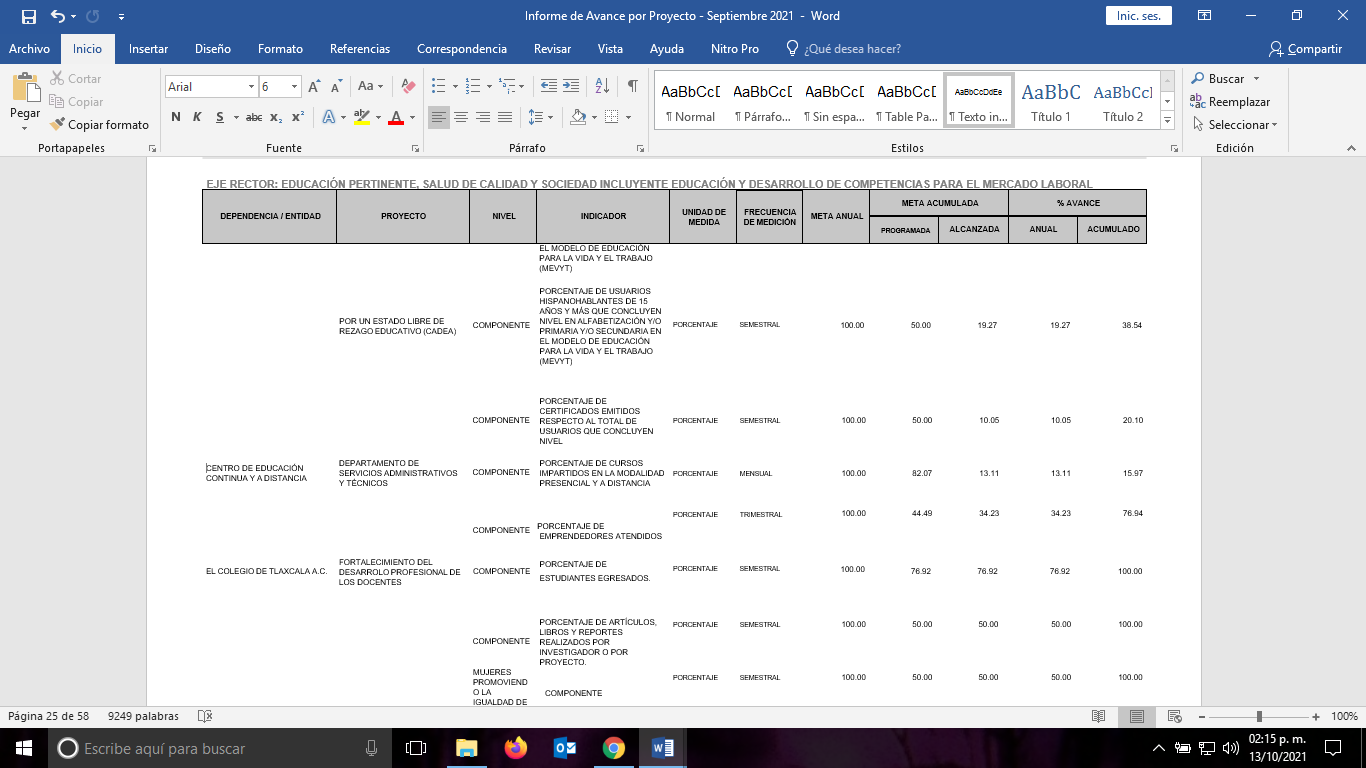 Informe de Avance por Proyecto - Septiembre 2021 - Word
Inic. ses.
Archivo Inicio Insertar Diseño Formato Referencias Correspondencia Revisar Vista Ayuda Nitro Pro ¿Qué desea hacer? Compartir
Pegar
Cortar
Copiar
Copiar formato
Portapapeles
Arial 6 A A Aa
N K S abc x₂ x² A A
Fuente
Párrafo
AaBbCcD AaBbCcD AaBbCcD AaBbCcD AaBbCcDdEe AaBbC AaBbCcI
¶ Normal ¶ Párrafo... ¶ Sin espa... ¶ Table Pa... ¶ Texto in... Título 1 Título 2
Estilos
Buscar
Reemplazar
Seleccionar
Edición
EJE RECTOR: EDUCACIÓN PERTINENTE, SALUD DE CALIDAD Y SOCIEDAD INCLUYENTE EDUCACIÓN Y DESARROLLO DE COMPETENCIAS PARA EL MERCADO LABORAL
DEPENDENCIA / ENTIDAD
PROYECTO
NIVEL
INDICADOR
UNIDAD DE
MEDIDA
FRECUENCIA
DE MEDICIÓN
META ANUAL
META ACUMULADA
PROGRAMADA
ALCANZADA
% AVANCE
ANUAL
ACUMULADO
EL MODELO DE EDUCACIÓN
PARA LA VIDA Y EL TRABAJO
(MEVYT)
POR UN ESTADO LIBRE DE
REZAGO EDUCATIVO (CADEA)
COMPONENTE
PORCENTAJE DE USUARIOS
HISPANOHABLANTES DE 15
AÑOS Y MÁS QUE CONCLUYEN
NIVEL EN ALFABETIZACIÓN Y/O
PRIMARIA Y/O SECUNDARIA EN
EL MODELO DE EDUCACIÓN
PARA LA VIDA Y EL TRABAJO
(MEVYT)
PORCENTAJE SEMESTRAL 100.00 50.00 19.27 19.27 38.54
COMPONENTE
PORCENTAJE DE
CERTIFICADOS EMITIDOS
RESPECTO AL TOTAL DE
USUARIOS QUE CONCLUYEN
NIVEL
PORCENTAJE SEMESTRAL 100.00 50.00 10.05 10.05 20.10
CENTRO DE EDUCACIÓN
CONTINUA Y A DISTANCIA
DEPARTAMENTO DE
SERVICIOS ADMINISTRATIVOS
Y TÉCNICOS
COMPONENTE
PORCENTAJE DE CURSOS
IMPARTIDOS EN LA MODALIDAD
PRESENCIAL Y A DISTANCIA
PORCENTAJE MENSUAL 100.00 82.07 13.11 13.11 15.97
COMPONENTE
PORCENTAJE DE
EMPRENDEDORES ATENDIDOS
PORCENTAJE TRIMESTRAL 100.00 44.49 34.23 34.23 76.94
EL COLEGIO DE TLAXCALA A.C.
FORTALECIMIENTO DEL
DESARROLO PROFESIONAL DE
LOS DOCENTES
COMPONENTE
PORCENTAJE DE
ESTUDIANTES EGRESADOS.
PORCENTAJE SEMESTRAL 100.00 76.92 76.92 76.92 100.00
COMPONENTE
PORCENTAJE DE ARTÍCULOS,
LIBROS Y REPORTES
REALIZADOS POR
INVESTIGADOR O POR
PROYECTO.
PORCENTAJE SEMESTRAL 100.00 50.00 50.00 50.00 100.00
MUJERES
PROMOVIEND
O LA
IGUALDAD DE
COMPONENTE
PORCENTAJE SEMESTRAL 100.00 50.00 50.00 50.00 100.00
Página 25 de 58 9249 palabras
100%
Escribe aquí para buscar
02:15 p. m.
13/10/2021